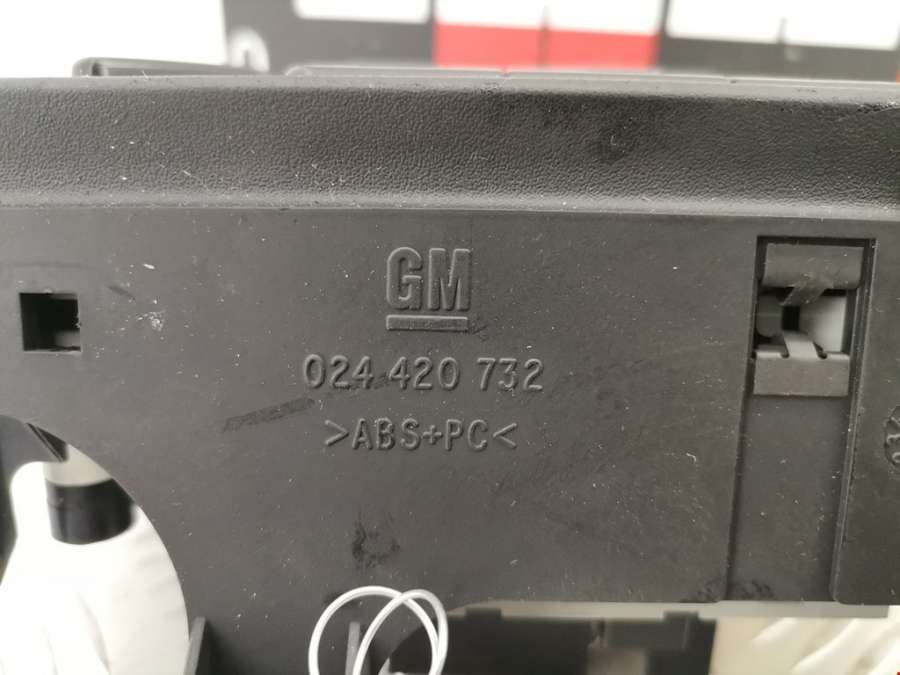 GM
024 420 732
>ABS+PC<